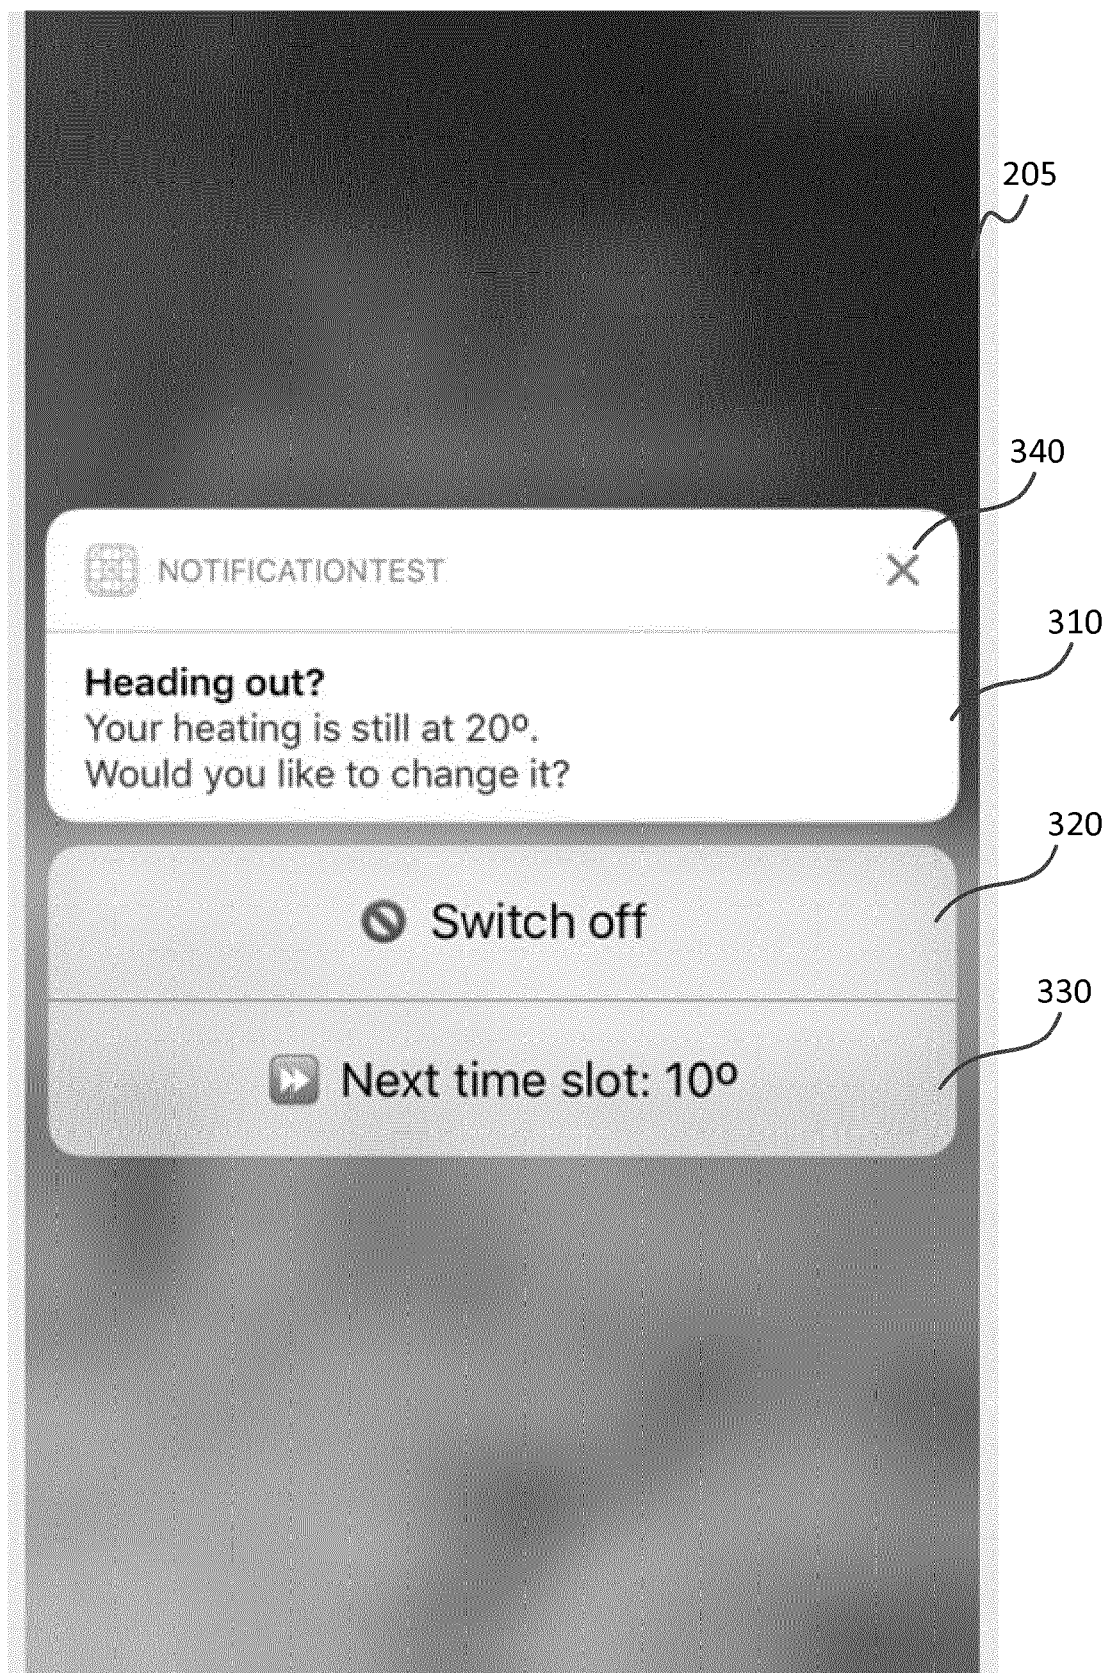 205
340
NOTIFICATIONTEST
310
Heading out?
Your heating is still at 20º.
Would you like to change it?
320
Switch off
330
Next time slot: 10º